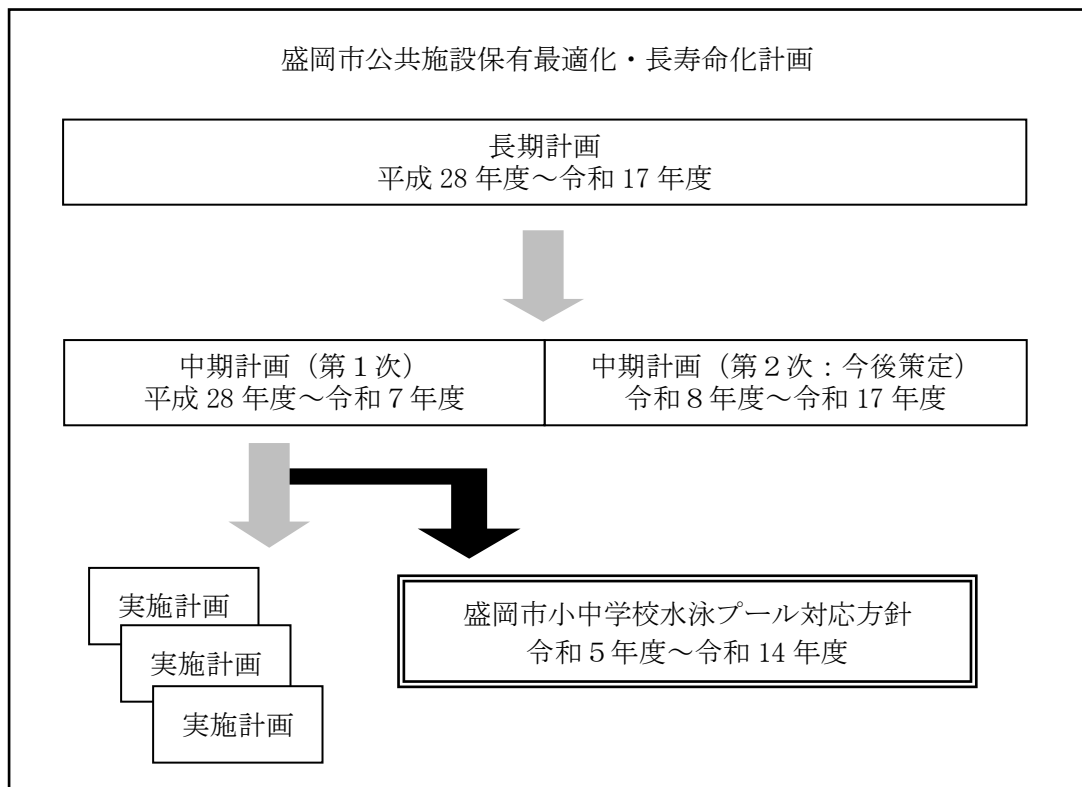 盛岡市公共施設保有最適化・長寿命化計画
長期計画
平成 28 年度～令和 17 年度
中期計画（第１次）
平成 28 年度～令和７年度
中期計画（第２次：今後策定）
令和８年度～令和 17 年度
実施計画
実施計画
実施計画
盛岡市小中学校水泳プール対応方針
令和５年度～令和 14 年度